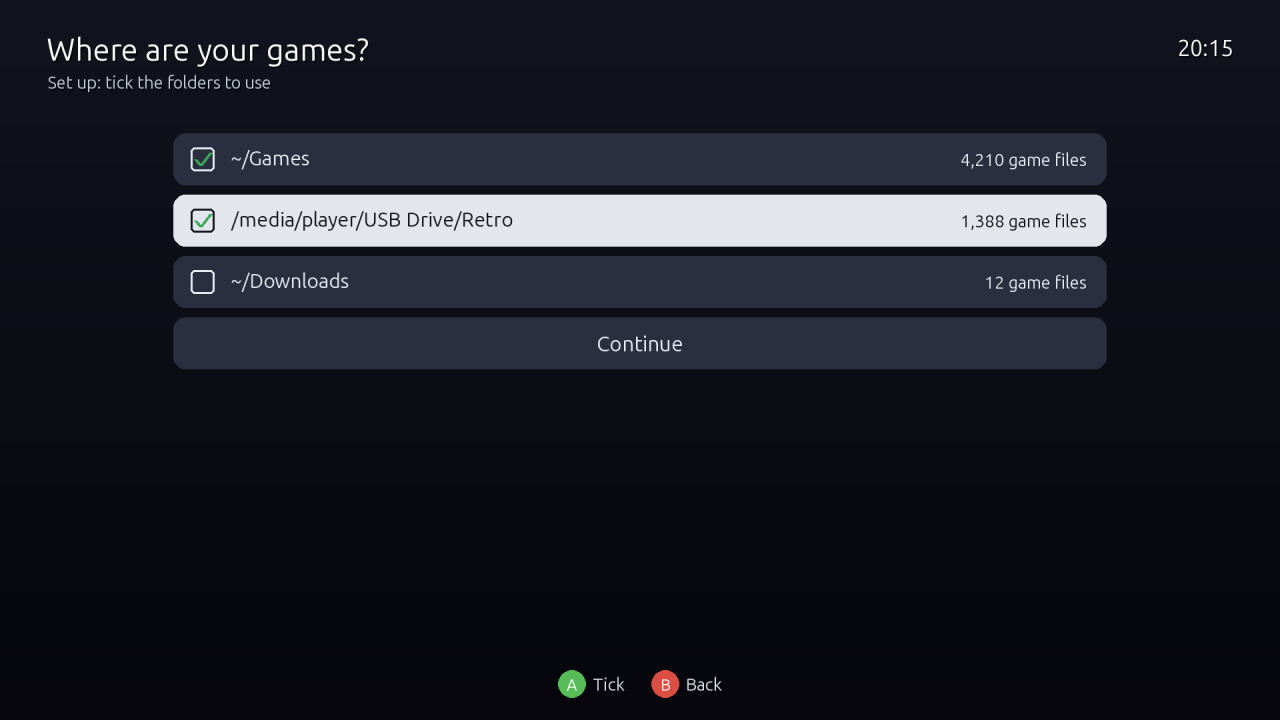 Where are your games?
20:15
Set up: tick the folders to use
~/Games
4,210 game files
/media/player/USB Drive/Retro
1,388 game files
~/Downloads
12 game files
Continue
A Tick
B Back